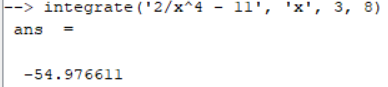 --> integrate('2/x^4 - 11', 'x', 3, 8)
ans  =
-54.976611